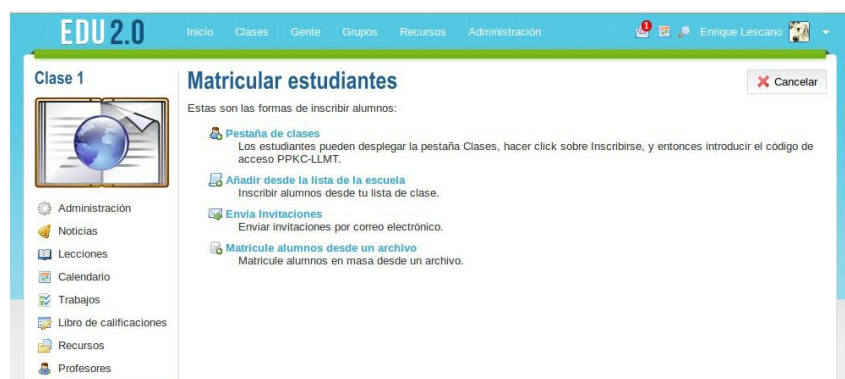 EDU 2.0
Inicio Clases Gente Grupos Recursos Administración
1
Enrique Lescano
Clase 1
Administración
Noticias
Lecciones
Calendario
Trabajos
Libro de calificaciones
Recursos
Profesores
Matricular estudiantes
Cancelar
Estas son las formas de inscribir alumnos:
Pestaña de clases
Los estudiantes pueden desplegar la pestaña Clases, hacer click sobre Inscribirse, y entonces introducir el código de
acceso PPKC-LLMT.
Añadir desde la lista de la escuela
Inscribir alumnos desde tu lista de clase.
Envia Invitaciones
Enviar invitaciones por correo electrónico.
Matricule alumnos desde un archivo
Matricule alumnos en masa desde un archivo.